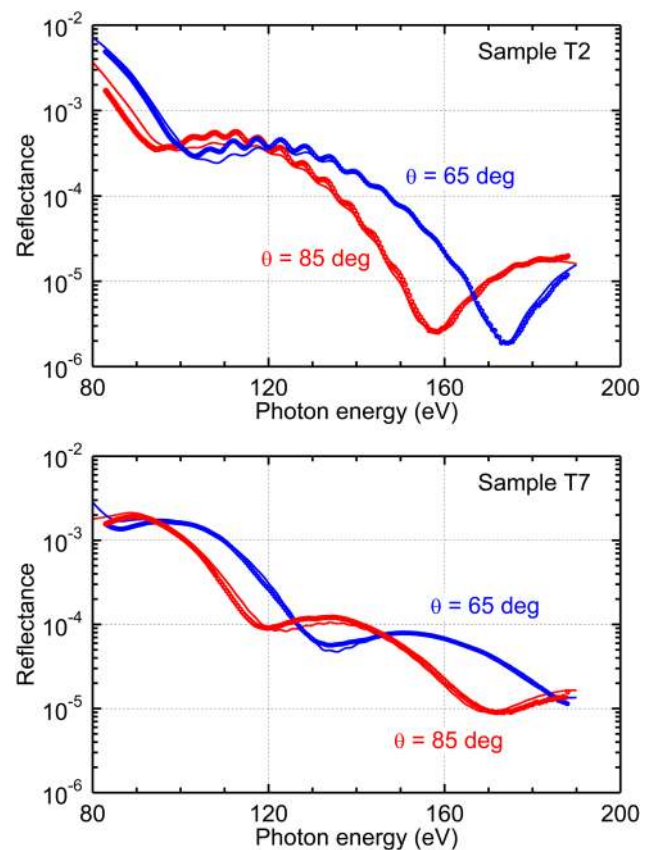 10⁻²
Sample T2
10⁻³
θ = 65 deg
10⁻⁴
θ = 85 deg
10⁻⁵
10⁻⁶
Reflectance
80 120 160 200
Photon energy (eV)
10⁻²
Sample T7
10⁻³
θ = 65 deg
10⁻⁴
10⁻⁵
θ = 85 deg
10⁻⁶
Reflectance
80 120 160 200
Photon energy (eV)